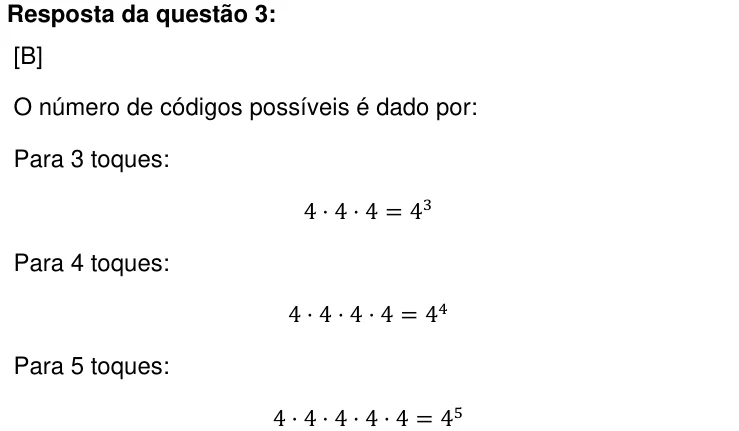 Resposta da questão 3:
[B]
O número de códigos possíveis é dado por:
Para 3 toques:
4 · 4 · 4 = 4³
Para 4 toques:
4 · 4 · 4 · 4 = 4⁴
Para 5 toques:
4 · 4 · 4 · 4 · 4 = 4⁵